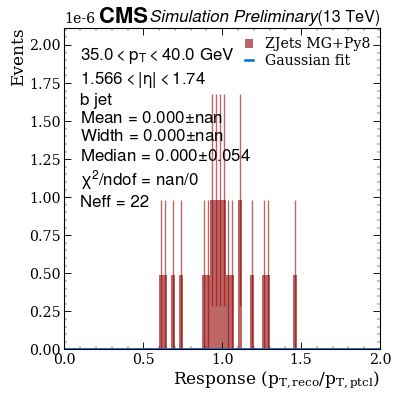 1e-6 CMS Simulation Preliminary (13 TeV)
Events
ZJets MG+Py8
Gaussian fit
35.0<p_T<40.0 GeV
1.566<|η|<1.74
b jet
Mean = 0.000±nan
Width = 0.000±nan
Median = 0.000±0.054
χ²/ndof = nan/0
Neff = 22
2.00
1.75
1.50
1.25
1.00
0.75
0.50
0.25
0.00
0.0 0.5 1.0 1.5 2.0
Response (p_T,reco/p_T,ptcl)